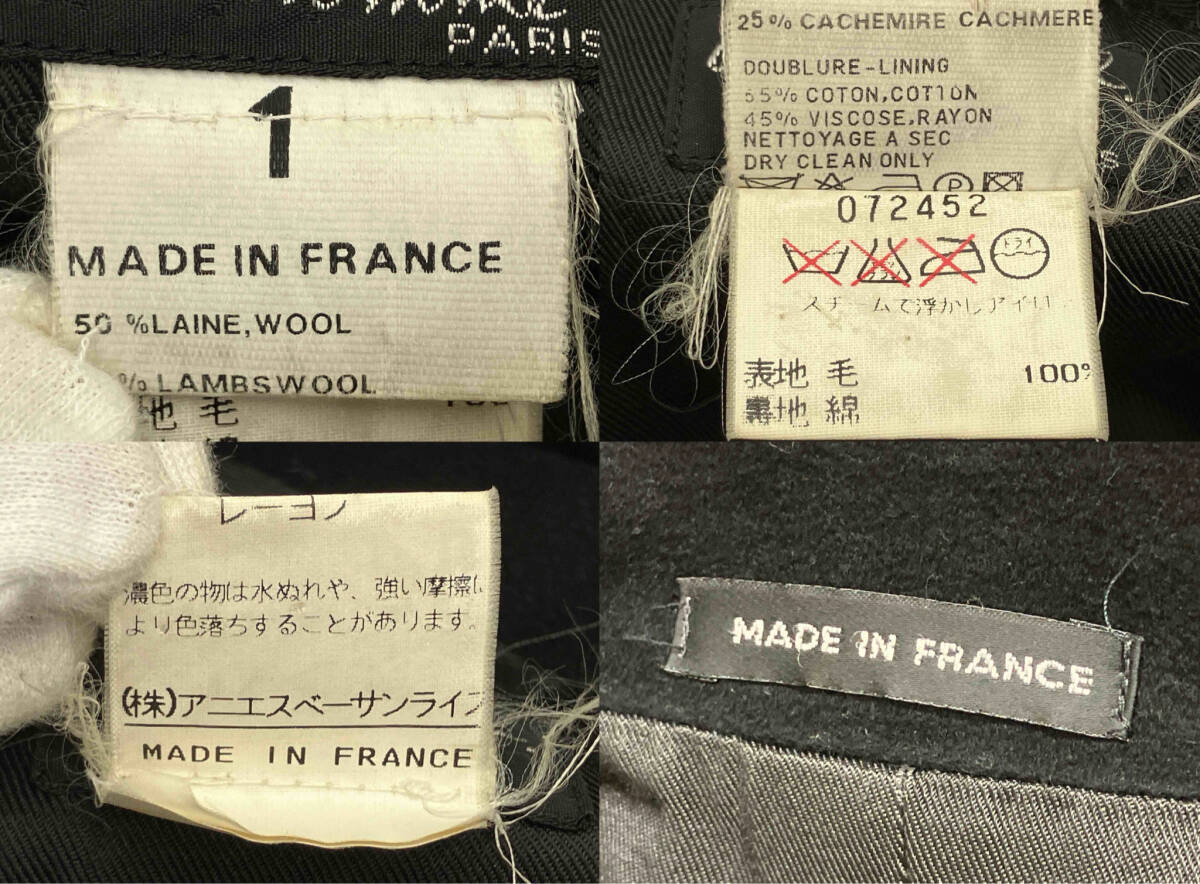 PARIS
1
MADE IN FRANCE
50 %LAINE,WOOL
% LAMBSWOOL
地 毛
25% CACHEMIRE CACHMERE
DOUBLURE-LINING
55% COTON,COTTON
45% VISCOSE,RAYON
NETTOYAGE A SEC
DRY CLEAN ONLY
P
072452
ドライ
スチームで浮かしアイ
表地 毛 100%
裏地 綿
レーヨン
濃色の物は水ぬれや、強い摩擦に
より色落ちすることがあります。
(株)アニエスベーサンライズ
MADE IN FRANCE
MADE IN FRANCE